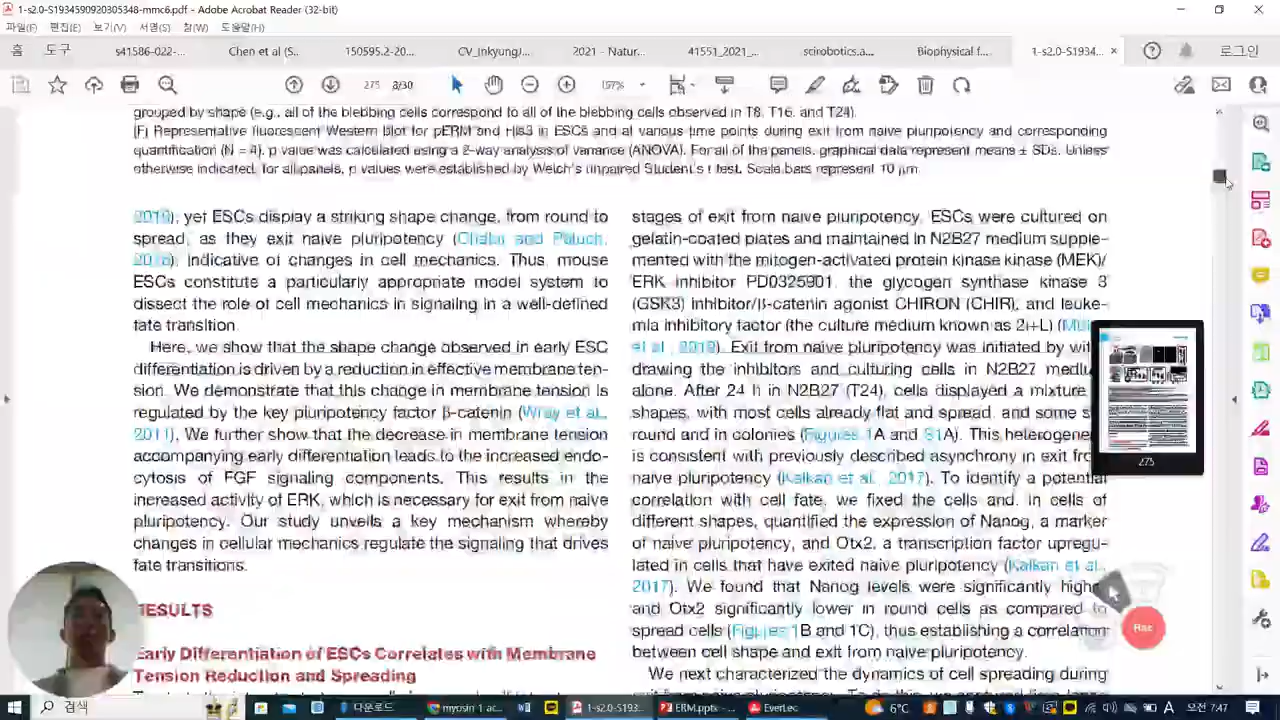 1-s2.0-S1934590920305348-mmc6.pdf - Adobe Acrobat Reader (32-bit)
파일(F) 편집(E) 보기(V) 서명(S) 창(W) 도움말(H)
홈 도구 s41586-022-... Chen et al (S... 150595.2-20... CV_InkyungJ... 2021 - Natur... 41551_2021_... scirobotics.a... Biophysical f... 1-s2.0-S1934... × 로그인
275 8/30 157%
grouped by shape (e.g., all of the blebbing cells correspond to all of the blebbing cells observed in T8, T16, and T24).
(F) Representative fluorescent Western blot for pERM and His3 in ESCs and at various time points during exit from naive pluripotency and corresponding
quantification (N = 4). p value was calculated using a 2-way analysis of variance (ANOVA). For all of the panels, graphical data represent means ± SDs. Unless
otherwise indicated, for all panels, p values were established by Welch's unpaired Student's t test. Scale bars represent 10 μm.
2019), yet ESCs display a striking shape change, from round to
spread, as they exit naive pluripotency (Chalut and Paluch,
2016), indicative of changes in cell mechanics. Thus, mouse
ESCs constitute a particularly appropriate model system to
dissect the role of cell mechanics in signaling in a well-defined
fate transition.
Here, we show that the shape change observed in early ESC
differentiation is driven by a reduction in effective membrane ten-
sion. We demonstrate that this change in membrane tension is
regulated by the key pluripotency factor β-catenin (Wray et al.,
2011). We further show that the decrease in membrane tension
accompanying early differentiation leads to the increased endo-
cytosis of FGF signaling components. This results in the
increased activity of ERK, which is necessary for exit from naive
pluripotency. Our study unveils a key mechanism whereby
changes in cellular mechanics regulate the signaling that drives
fate transitions.
RESULTS
Early Differentiation of ESCs Correlates with Membrane
Tension Reduction and Spreading
stages of exit from naive pluripotency. ESCs were cultured on
gelatin-coated plates and maintained in N2B27 medium supple-
mented with the mitogen-activated protein kinase kinase (MEK)/
ERK inhibitor PD0325901, the glycogen synthase kinase 3
(GSK3) inhibitor/β-catenin agonist CHIRON (CHIR), and leuke-
mia inhibitory factor (the culture medium known as 2i+L) (Mul
et al., 2019). Exit from naive pluripotency was initiated by with
drawing the inhibitors and culturing cells in N2B27 mediu
alone. After 24 h in N2B27 (T24), cells displayed a mixture
shapes, with most cells already flat and spread, and some s
round and in colonies (Figures 1A and S1A). This heterogene
is consistent with previously described asynchrony in exit fro
naive pluripotency (Kalkan et al., 2017). To identify a potential
correlation with cell fate, we fixed the cells and, in cells of
different shapes, quantified the expression of Nanog, a marker
of naive pluripotency, and Otx2, a transcription factor upregu-
lated in cells that have exited naive pluripotency (Kalkan et al.,
2017). We found that Nanog levels were significantly higher
and Otx2 significantly lower in round cells as compared to
spread cells (Figures 1B and 1C), thus establishing a correlation
between cell shape and exit from naive pluripotency.
We next characterized the dynamics of cell spreading during
275
Rec
검색 다운로드 myosin 1 ac... 1-s2.0-S193... ERM.pptx - ... EverLec 6°C A 오전 7:47